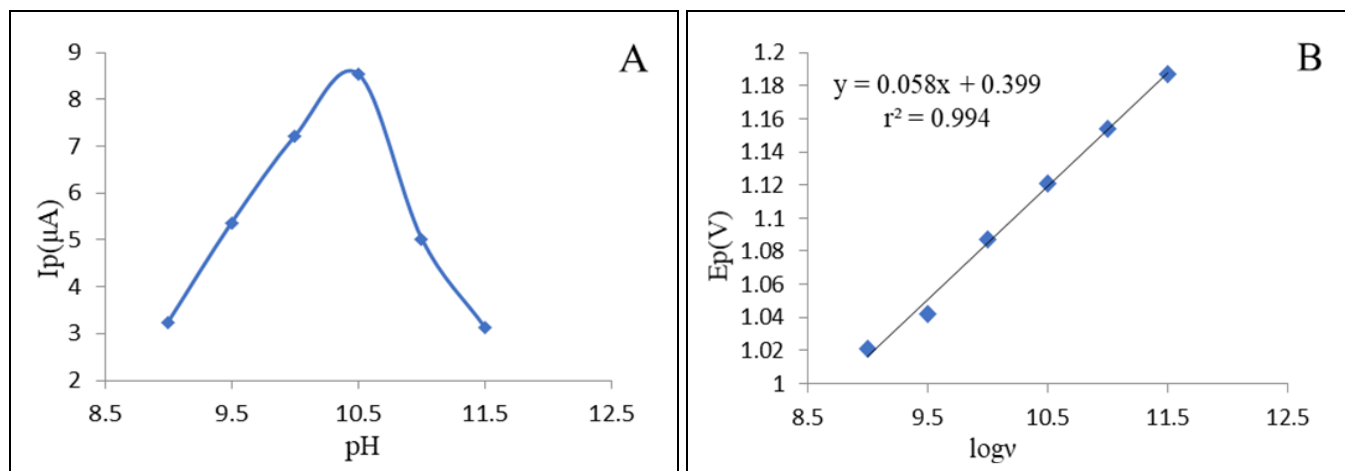 A
Ip(µA)
9
8
7
6
5
4
3
2
8.5 9.5 10.5 11.5 12.5
pH
B
y = 0.058x + 0.399
r² = 0.994
Ep(V)
1.2
1.18
1.16
1.14
1.12
1.1
1.08
1.06
1.04
1.02
1
8.5 9.5 10.5 11.5 12.5
logν